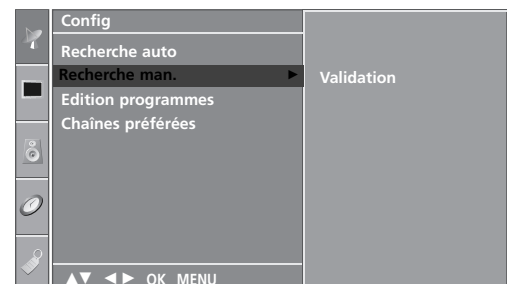 Config
Recherche auto
Recherche man. ►
Validation
Edition programmes
Chaînes préférées
▲▼ ◄► OK MENU